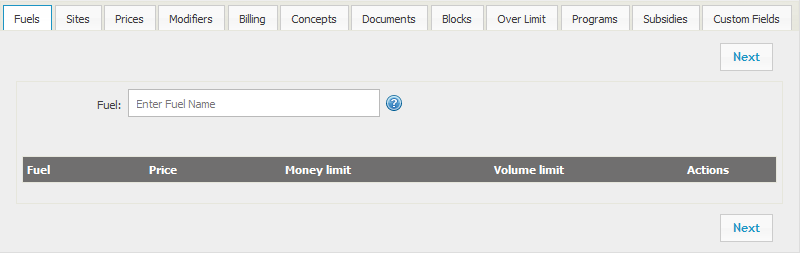 Fuels Sites Prices Modifiers Billing Concepts Documents Blocks Over Limit Programs Subsidies Custom Fields
Next
Fuel: Enter Fuel Name ?
Fuel Price Money limit Volume limit Actions
Next